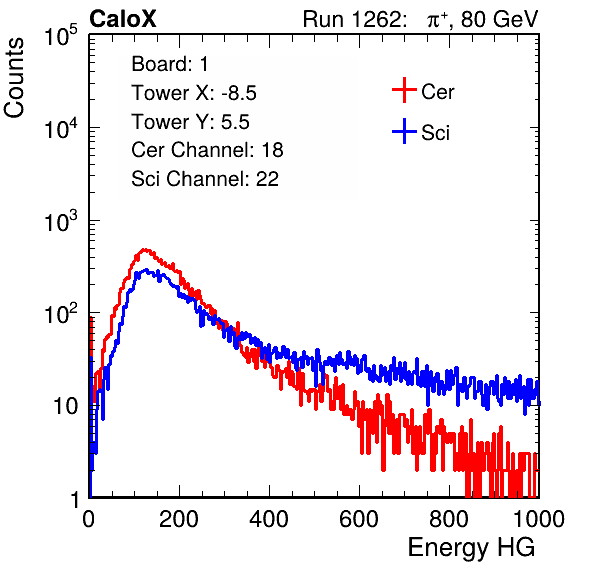 CaloX Run 1262: π⁺, 80 GeV
Counts
10⁵
10⁴
10³
10²
10
1
Board: 1
Tower X: -8.5
Tower Y: 5.5
Cer Channel: 18
Sci Channel: 22
Cer
Sci
0 200 400 600 800 1000
Energy HG